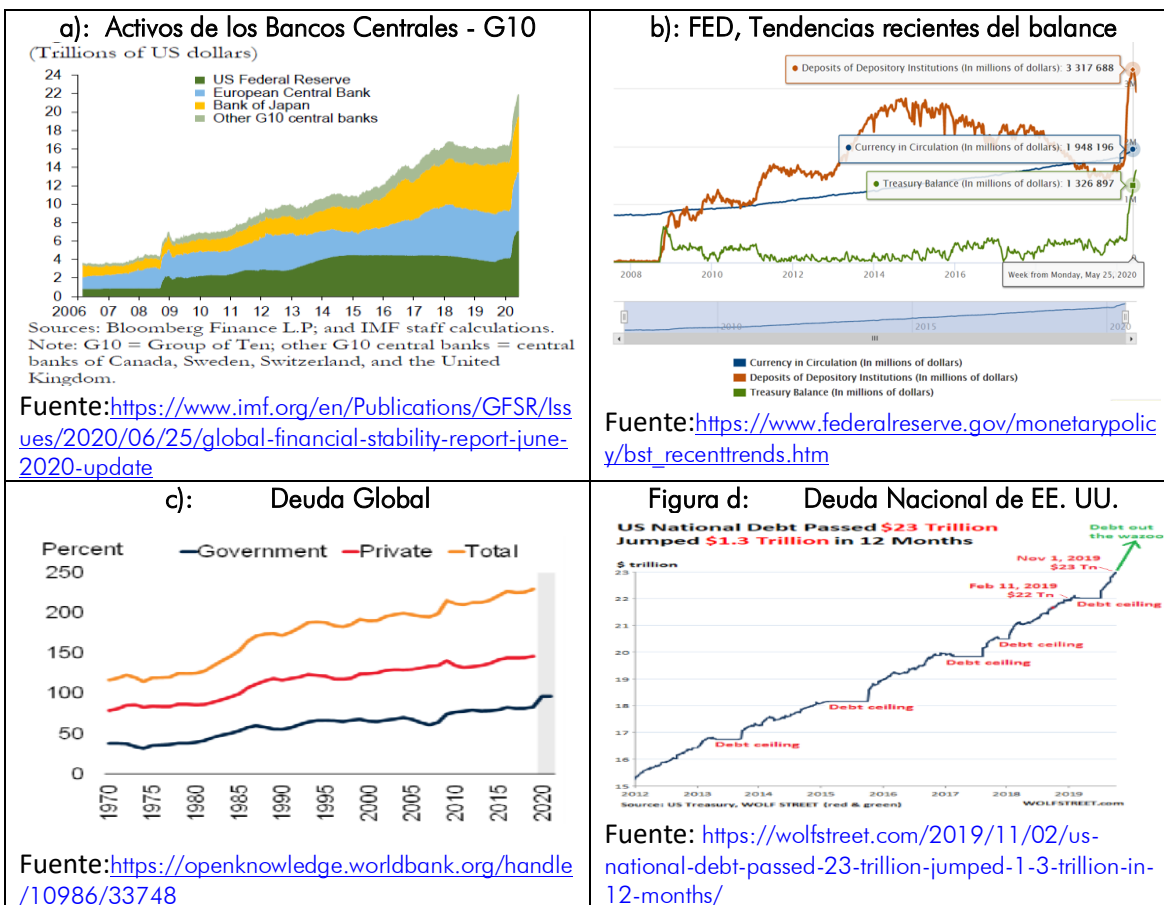 a): Activos de los Bancos Centrales - G10
(Trillions of US dollars)
24
22
20
18
16
14
12
10
8
6
4
2
0
US Federal Reserve
European Central Bank
Bank of Japan
Other G10 central banks
2006 07 08 09 10 11 12 13 14 15 16 17 18 19 20
Sources: Bloomberg Finance L.P; and IMF staff calculations.
Note: G10 = Group of Ten; other G10 central banks = central
banks of Canada, Sweden, Switzerland, and the United
Kingdom.
Fuente:https://www.imf.org/en/Publications/GFSR/Iss
ues/2020/06/25/global-financial-stability-report-june-
2020-update
b): FED, Tendencias recientes del balance
Deposits of Depository Institutions (In millions of dollars): 3 317 688
3M
2M
Currency in Circulation (In millions of dollars): 1 948 196
Treasury Balance (In millions of dollars): 1 326 897
1M
0
2008 2010 2012 2014 2016
Week from Monday, May 25, 2020
2010 2015 2020
Currency in Circulation (In millions of dollars)
Deposits of Depository Institutions (In millions of dollars)
Treasury Balance (In millions of dollars)
Fuente:https://www.federalreserve.gov/monetarypolic
y/bst_recenttrends.htm
c): Deuda Global
Percent
Government Private Total
250
200
150
100
50
0
1970 1975 1980 1985 1990 1995 2000 2005 2010 2015 2020
Fuente:https://openknowledge.worldbank.org/handle
/10986/33748
Figura d: Deuda Nacional de EE. UU.
US National Debt Passed $23 Trillion
Jumped $1.3 Trillion in 12 Months
Debt out
the wazoo
$ trillion
Nov 1, 2019
$23 Tn
Feb 11, 2019
$22 Tn
23
22
21
20
19
18
17
16
15
Debt ceiling
Debt ceiling
Debt ceiling
Debt ceiling
Debt ceiling
2012 2013 2014 2015 2016 2017 2018 2019
Source: US Treasury, WOLF STREET (red & green)
WOLFSTREET.com
Fuente: https://wolfstreet.com/2019/11/02/us-
national-debt-passed-23-trillion-jumped-1-3-trillion-in-
12-months/